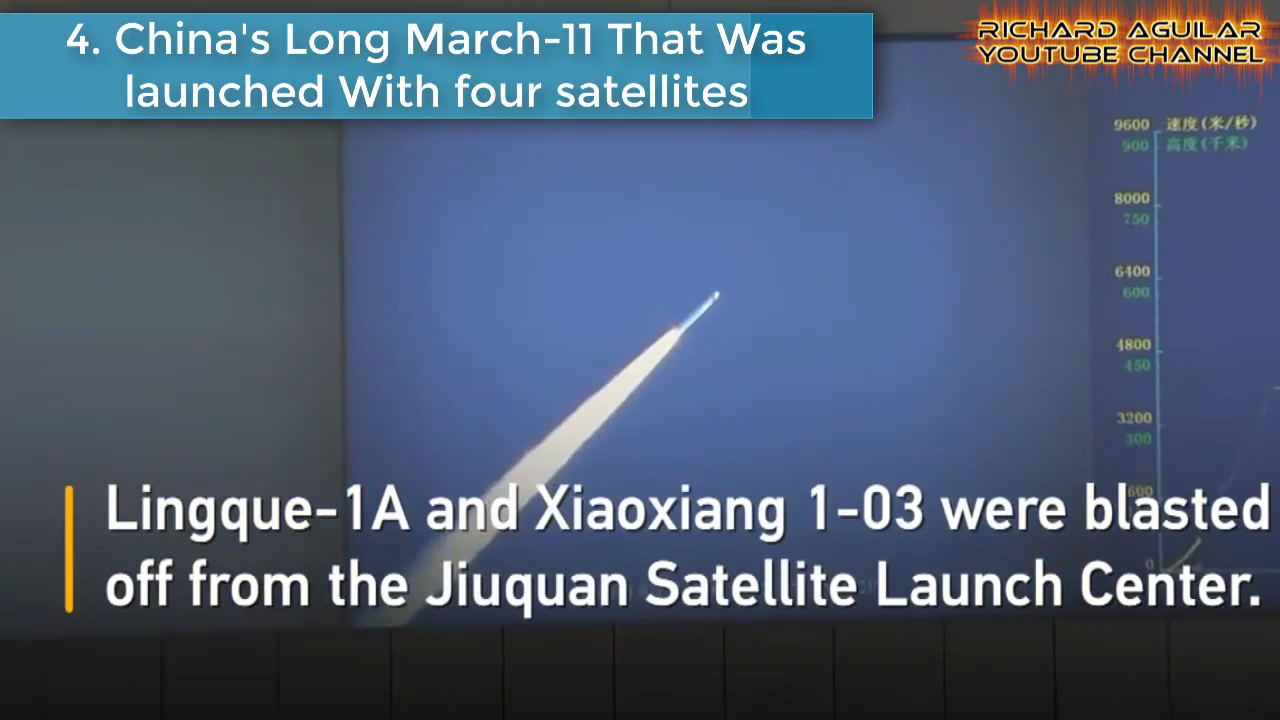 4. China's Long March-11 That Was
launched With four satellites
RICHARD AGUILAR
YOUTUBE CHANNEL
9600 速度(米/秒)
900 高度(千米)
8000
750
6400
600
4800
450
3200
300
0
Lingque-1A and Xiaoxiang 1-03 were blasted
off from the Jiuquan Satellite Launch Center.